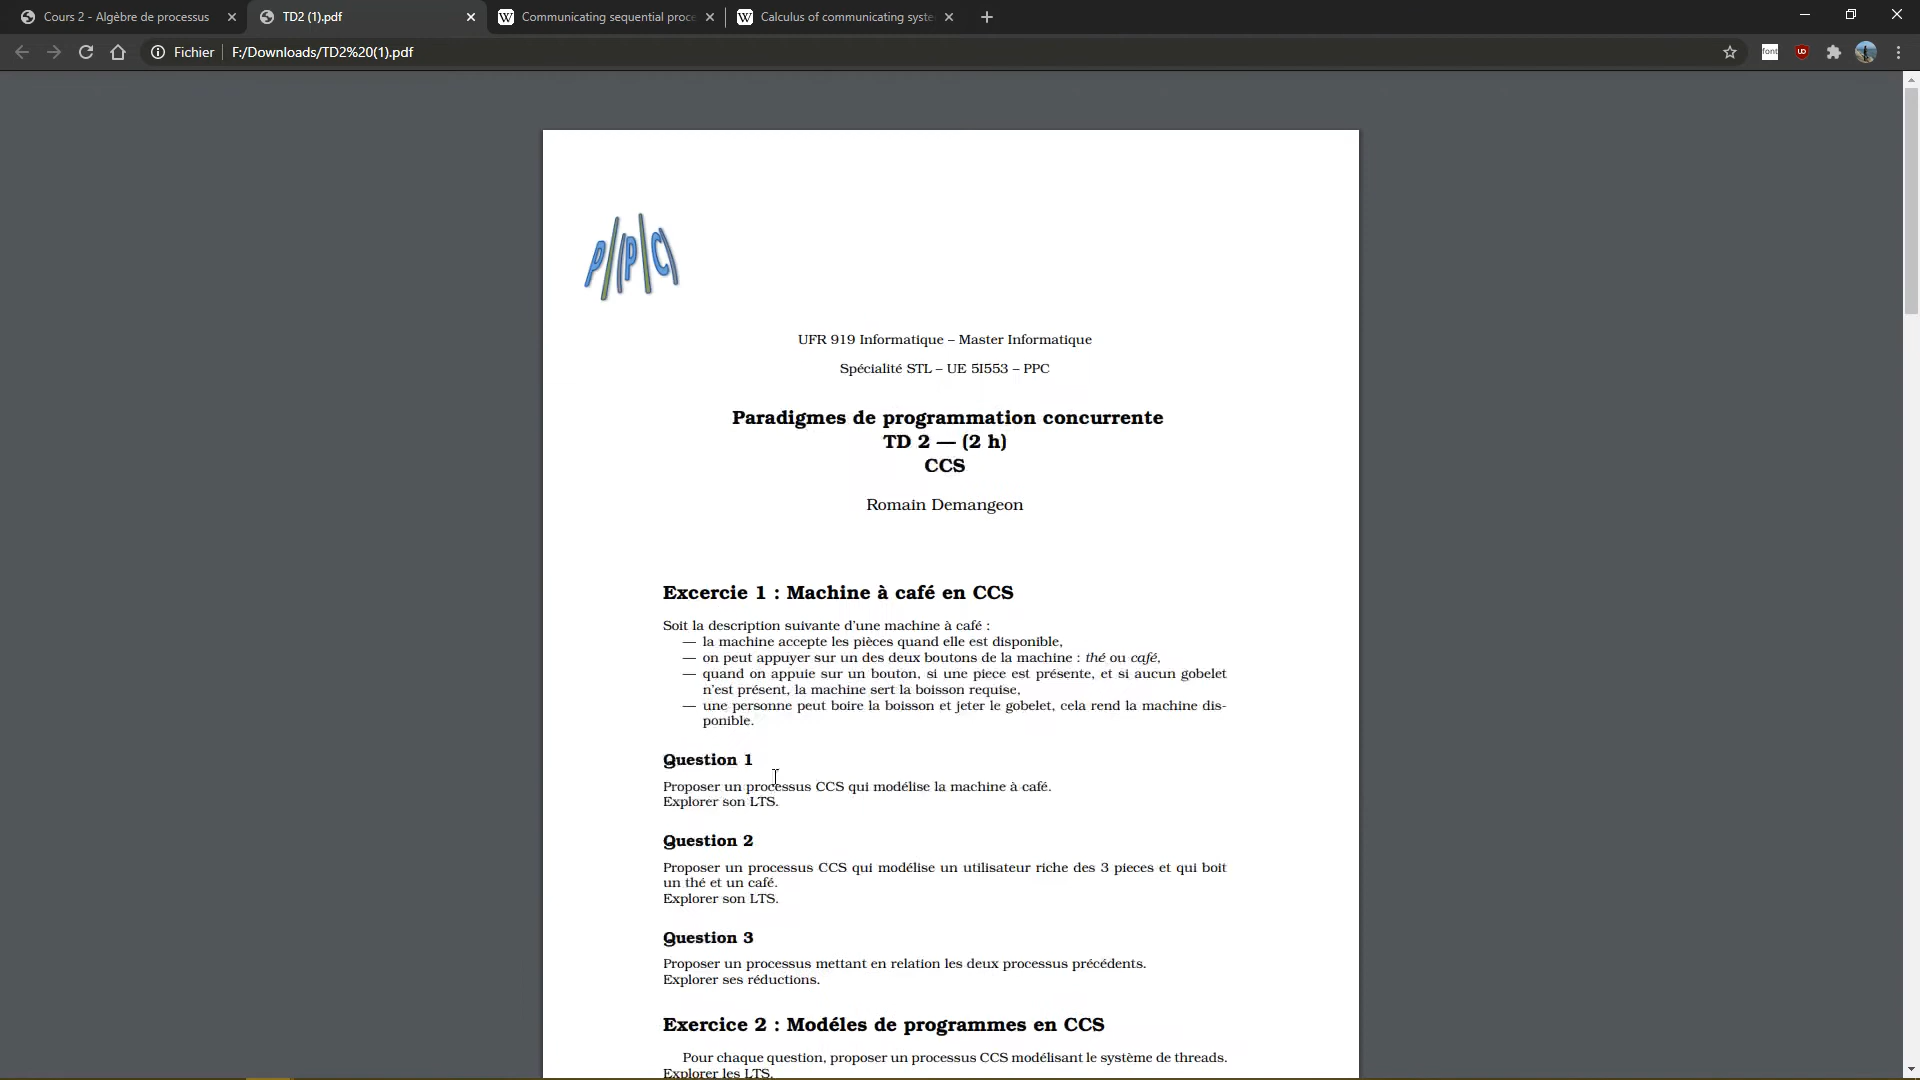 Cours 2 - Algèbre de processus
TD2 (1).pdf
Communicating sequential proc
Calculus of communicating syste
Fichier
F:/Downloads/TD2%20(1).pdf
font
P/(P|C)
UFR 919 Informatique – Master Informatique
Spécialité STL – UE 5I553 – PPC
Paradigmes de programmation concurrente
TD 2 — (2 h)
CCS
Romain Demangeon
Excercie 1 : Machine à café en CCS
Soit la description suivante d'une machine à café :
— la machine accepte les pièces quand elle est disponible,
— on peut appuyer sur un des deux boutons de la machine : thé ou café,
— quand on appuie sur un bouton, si une piece est présente, et si aucun gobelet
n'est présent, la machine sert la boisson requise,
— une personne peut boire la boisson et jeter le gobelet, cela rend la machine dis-
ponible.
Question 1
Proposer un processus CCS qui modélise la machine à café.
Explorer son LTS.
Question 2
Proposer un processus CCS qui modélise un utilisateur riche des 3 pieces et qui boit
un thé et un café.
Explorer son LTS.
Question 3
Proposer un processus mettant en relation les deux processus précédents.
Explorer ses réductions.
Exercice 2 : Modéles de programmes en CCS
Pour chaque question, proposer un processus CCS modélisant le système de threads.
Explorer les LTS.